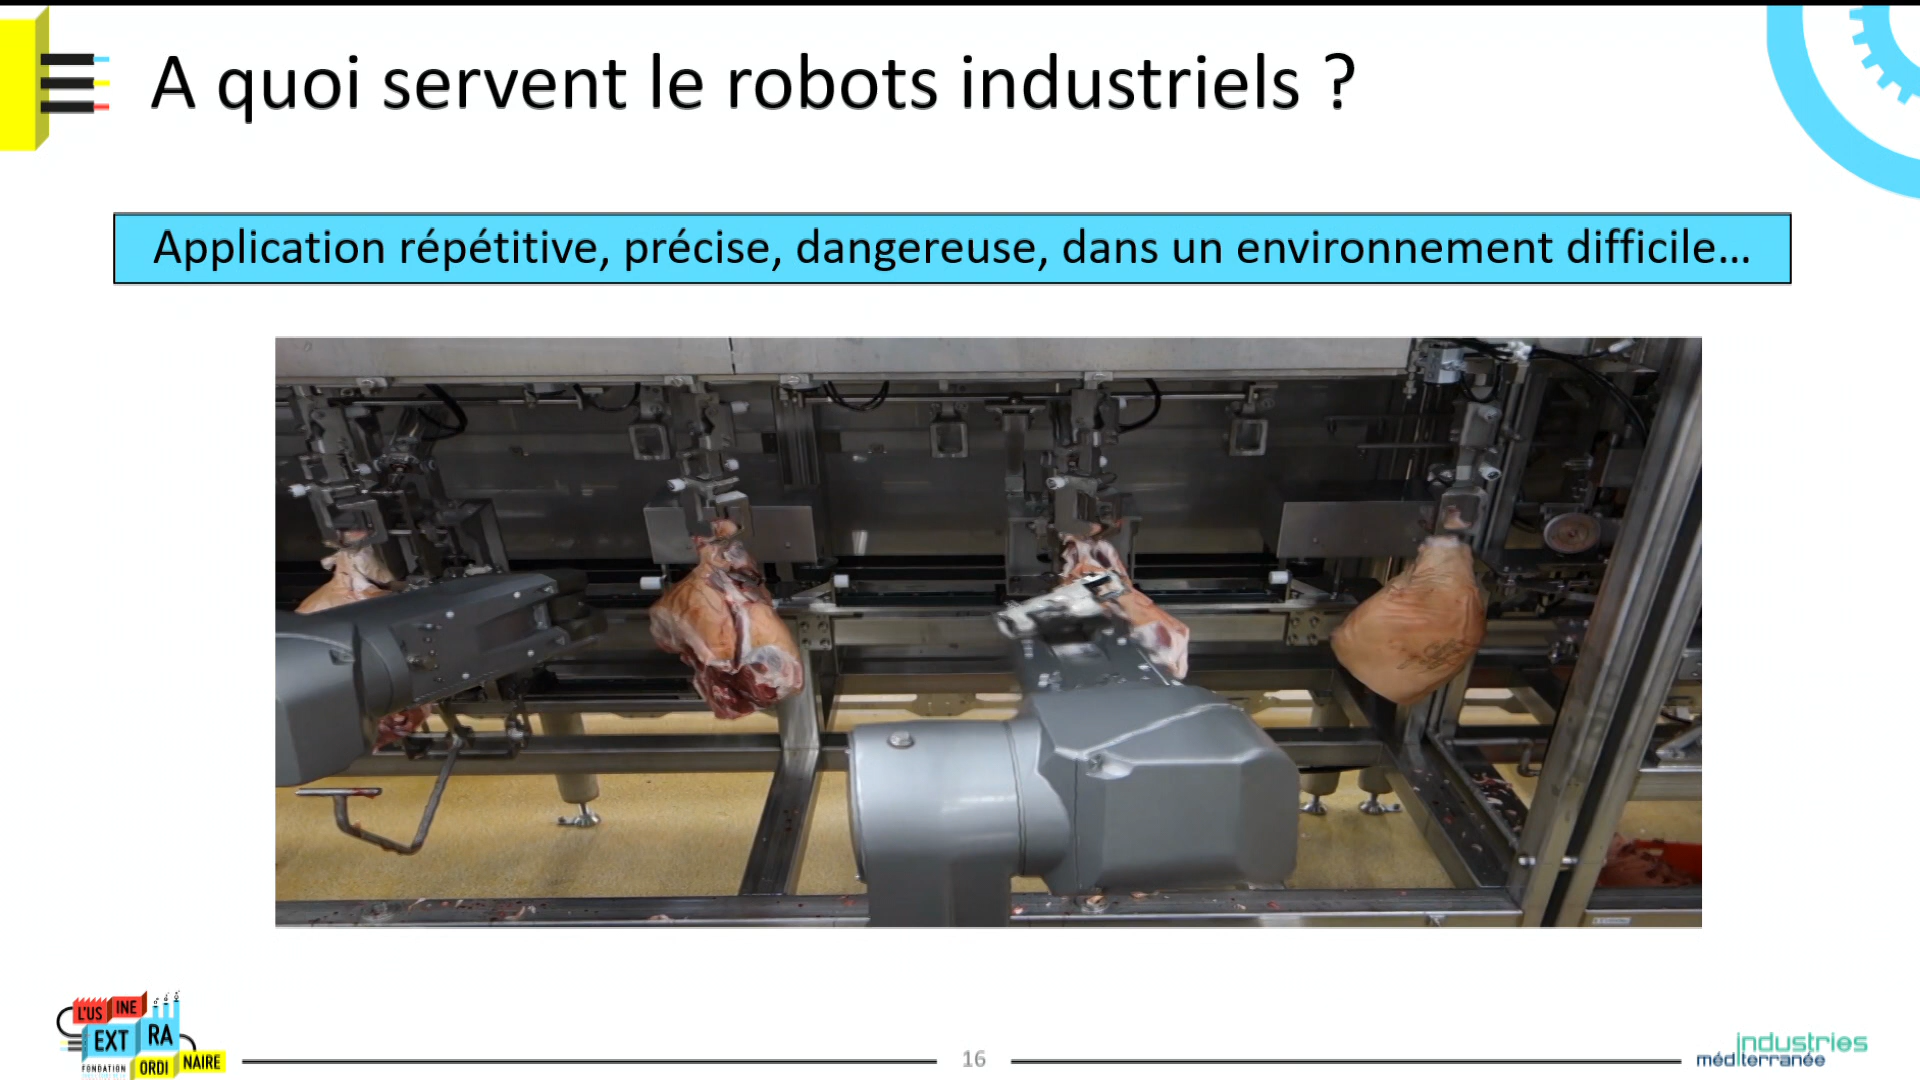 A quoi servent le robots industriels ?
Application répétitive, précise, dangereuse, dans un environnement difficile...
L'US INE
EXT RA
ORDI NAIRE
FONDATION
16
industries
méditerranée